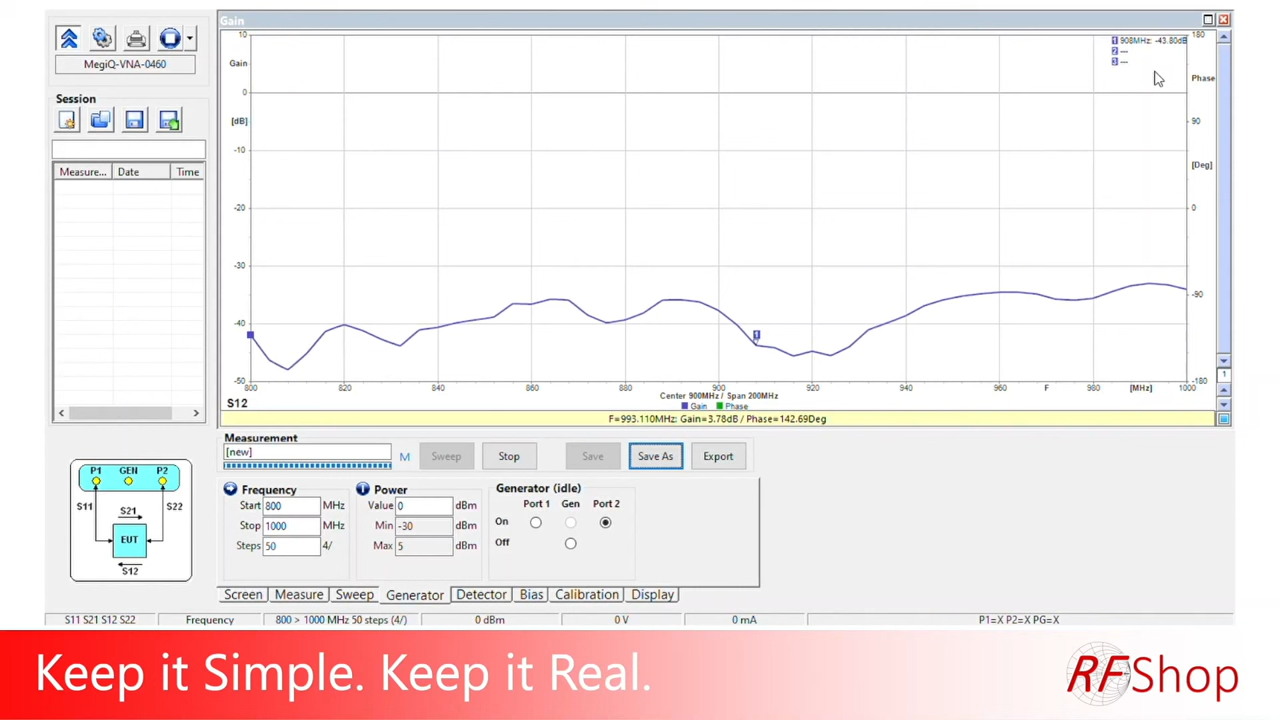 Gain
10
Gain
0
[dB]
-10
-20
-30
-40
-50
1 908MHz: -43.80dB
2 ---
3 ---
180
Phase
90
[Deg]
0
-90
-180
1
1
800
820
840
860
880
900
920
940
960
F
980
[MHz]
1000
S12
Center 900MHz / Span 200MHz
Gain Phase
F=993.110MHz: Gain=3.78dB / Phase=142.69Deg
MegiQ-VNA-0460
Session
Measure... Date Time
P1 GEN P2
S11 S22
S21
EUT
S12
Measurement
[new] M Sweep Stop Save Save As Export
Frequency
Start 800 MHz
Stop 1000 MHz
Steps 50 4/
Power
Value 0 dBm
Min -30 dBm
Max 5 dBm
Generator (idle)
Port 1 Gen Port 2
On
Off
Screen Measure Sweep Generator Detector Bias Calibration Display
S11 S21 S12 S22 Frequency 800 > 1000 MHz 50 steps (4/) 0 dBm 0 V 0 mA P1=X P2=X PG=X
Keep it Simple. Keep it Real.
RFShop